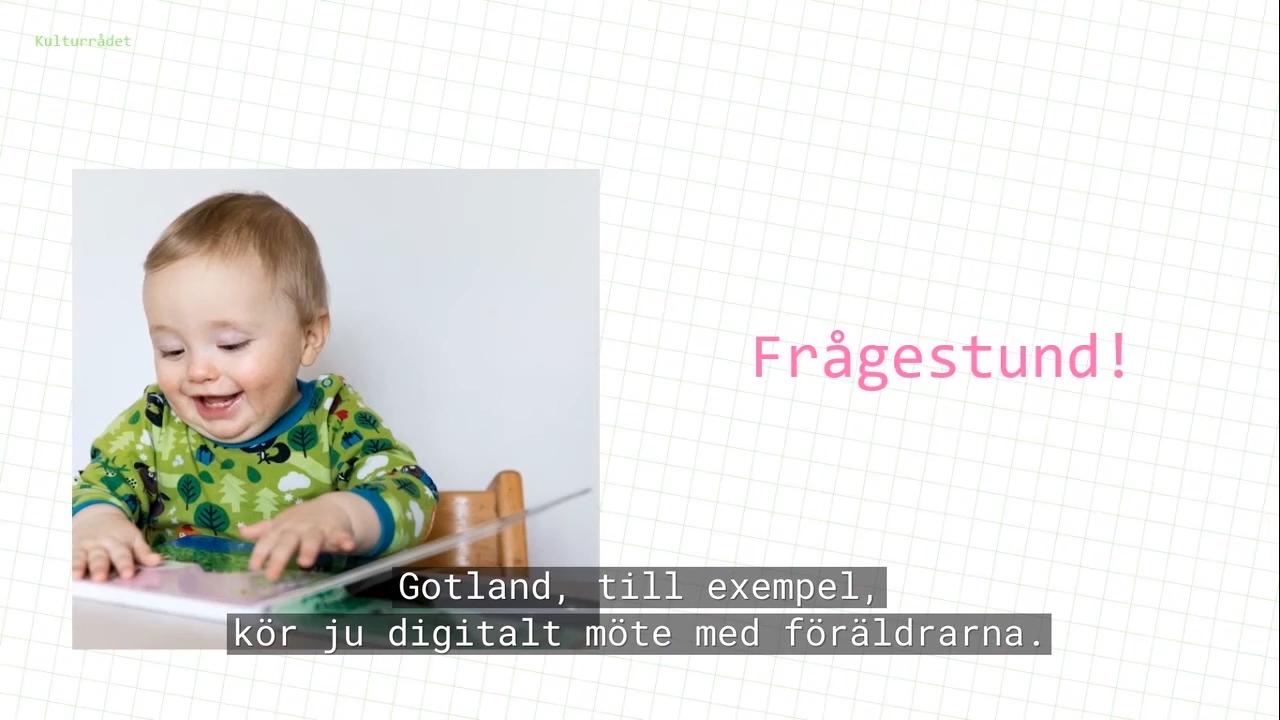 Kulturrådet
Frågestund!
Gotland, till exempel,
kör ju digitalt möte med föräldrarna.